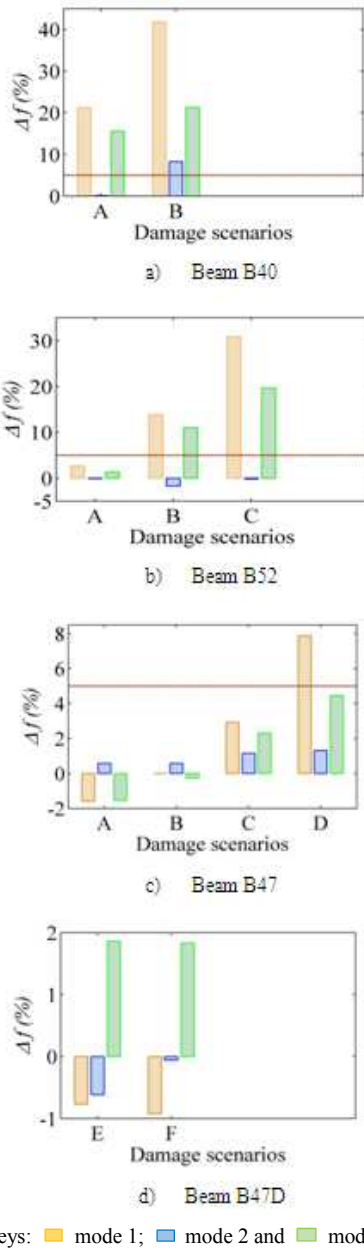 Δf (%)
40
30
20
10
0
A B
Damage scenarios
a) Beam B40
Δf (%)
30
20
10
0
-5
A B C
Damage scenarios
b) Beam B52
Δf (%)
8
6
4
2
0
-2
A B C D
Damage scenarios
c) Beam B47
Δf (%)
2
1
0
-1
E F
Damage scenarios
d) Beam B47D
eys: mode 1; mode 2 and mod